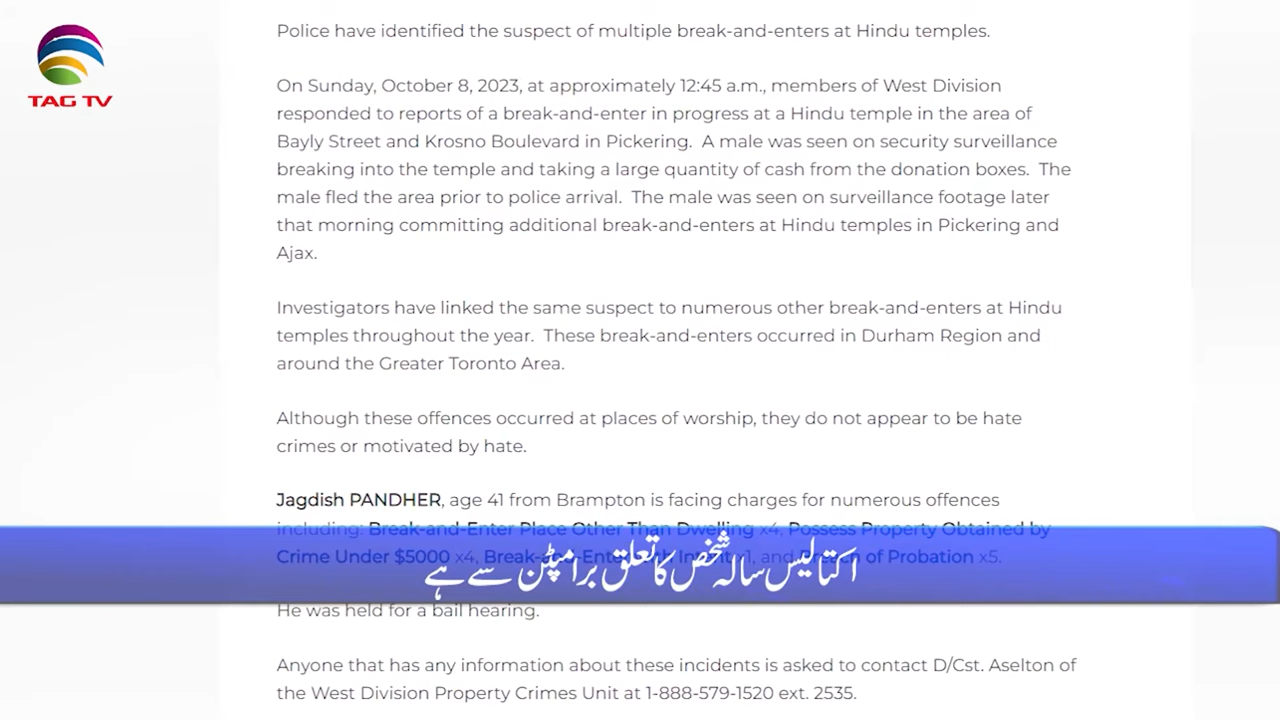 TAG TV
Police have identified the suspect of multiple break-and-enters at Hindu temples.
On Sunday, October 8, 2023, at approximately 12:45 a.m., members of West Division
responded to reports of a break-and-enter in progress at a Hindu temple in the area of
Bayly Street and Krosno Boulevard in Pickering. A male was seen on security surveillance
breaking into the temple and taking a large quantity of cash from the donation boxes. The
male fled the area prior to police arrival. The male was seen on surveillance footage later
that morning committing additional break-and-enters at Hindu temples in Pickering and
Ajax.
Investigators have linked the same suspect to numerous other break-and-enters at Hindu
temples throughout the year. These break-and-enters occurred in Durham Region and
around the Greater Toronto Area.
Although these offences occurred at places of worship, they do not appear to be hate
crimes or motivated by hate.
Jagdish PANDHER, age 41 from Brampton is facing charges for numerous offences
including: Break-and-Enter Place Other Than Dwelling x4, Possess Property Obtained by
Crime Under $5000 x4, Break-and-Enter with Intent x1, and Breach of Probation x5.
اکتالیس سالہ شخص کا تعلق برامپٹن سے ہے
He was held for a bail hearing.
Anyone that has any information about these incidents is asked to contact D/Cst. Aselton of
the West Division Property Crimes Unit at 1-888-579-1520 ext. 2535.